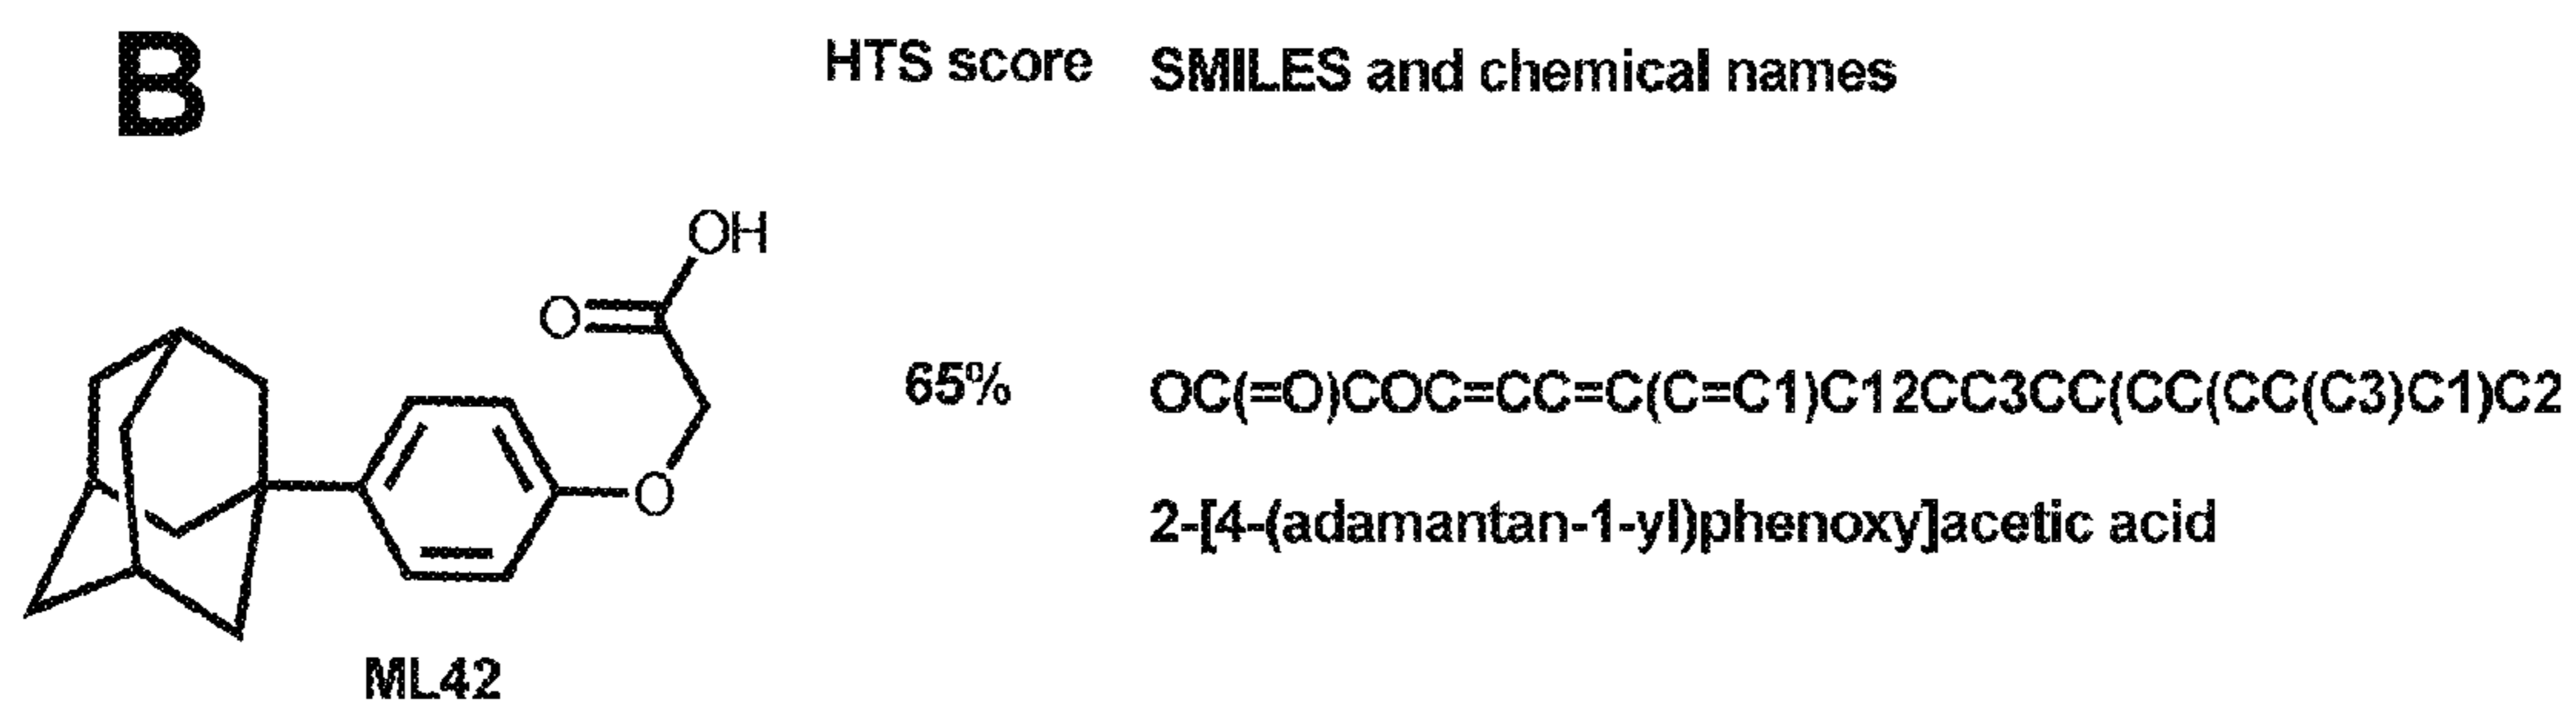 B
HTS score SMILES and chemical names
OH
O
65% OC(=O)COC=CC=C(C=C1)C12CC3CC(CC(CC(C3)C1)C2
O
2-[4-(adamantan-1-yl)phenoxy]acetic acid
ML42